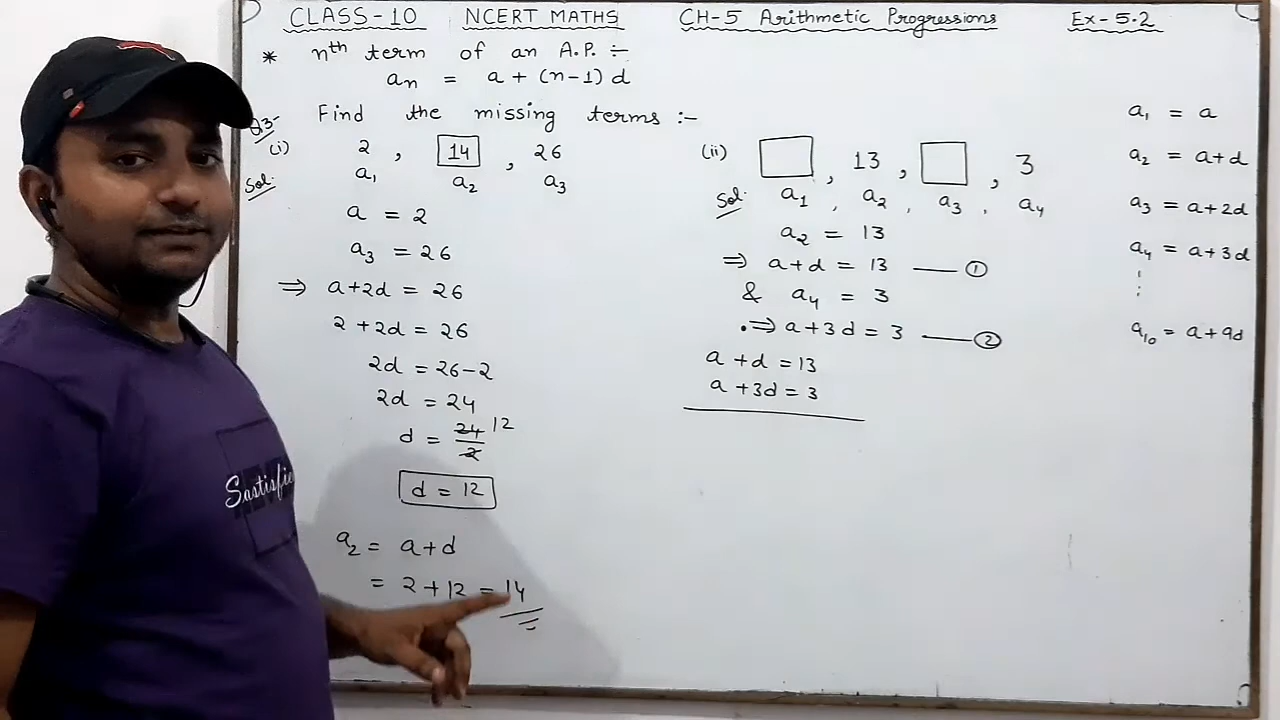 CLASS-10 NCERT MATHS CH-5 Arithmetic Progressions Ex-5.2
* nth term of an A.P. ÷
an = a + (n-1) d
Q3- Find the missing terms :-
(i) 2 , 14 , 26
a1 a2 a3
Sol:
a = 2
a3 = 26
⇒ a+2d = 26
2 + 2d = 26
2d = 26-2
2d = 24
d = 24/2 12
d = 12
a2 = a+d
= 2 + 12 = 14
(ii) □ , 13 , □ , 3
Sol. a1 , a2 , a3 , a4
a2 = 13
⇒ a+d = 13 —— ①
& a4 = 3
⇒ a+3d = 3 —— ②
a + d = 13
a + 3d = 3
a1 = a
a2 = a+d
a3 = a+2d
a4 = a+3d
⋮
a10 = a+9d
Sastisfie